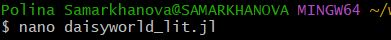 Polina Samarkhanova@SAMARKHANOVA MINGW64 ~/
$ nano daisyworld_lit.jl